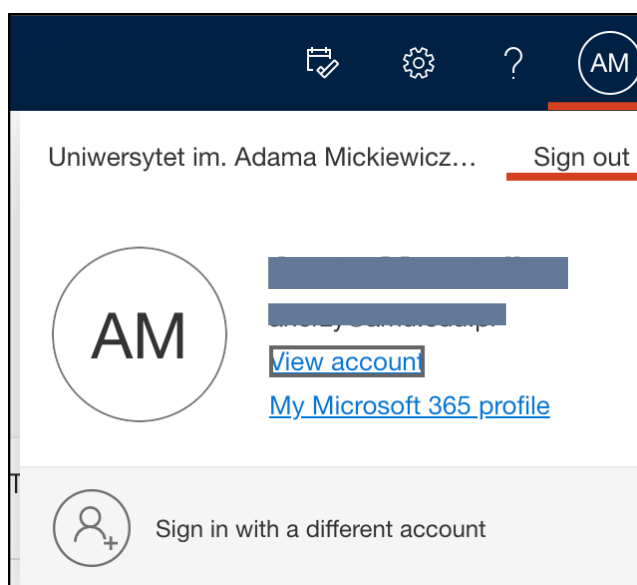 AM
Uniwersytet im. Adama Mickiewicz… Sign out
AM
View account
My Microsoft 365 profile
T
Sign in with a different account